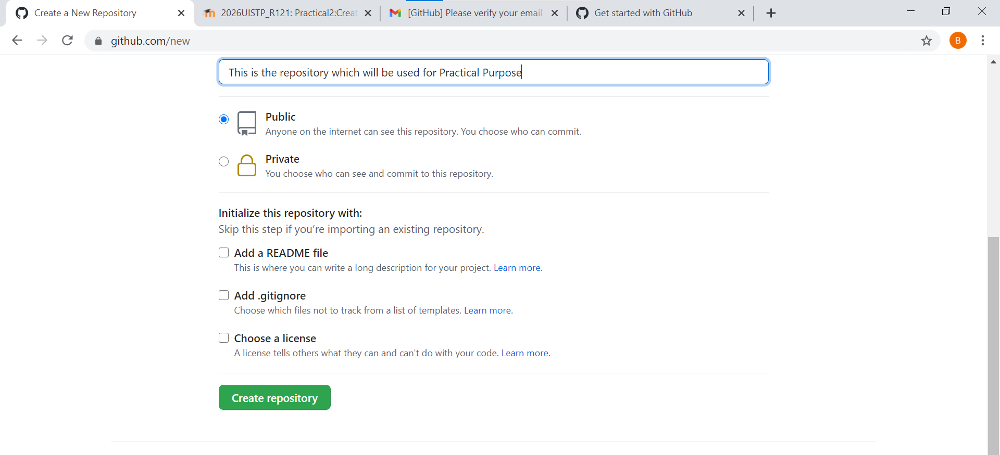 Create a New Repository
2026UISTP_R121: Practical2:Creat
[GitHub] Please verify your email
Get started with GitHub
github.com/new
B
This is the repository which will be used for Practical Purpose
Public
Anyone on the internet can see this repository. You choose who can commit.
Private
You choose who can see and commit to this repository.
Initialize this repository with:
Skip this step if you’re importing an existing repository.
Add a README file
This is where you can write a long description for your project. Learn more.
Add .gitignore
Choose which files not to track from a list of templates. Learn more.
Choose a license
A license tells others what they can and can't do with your code. Learn more.
Create repository